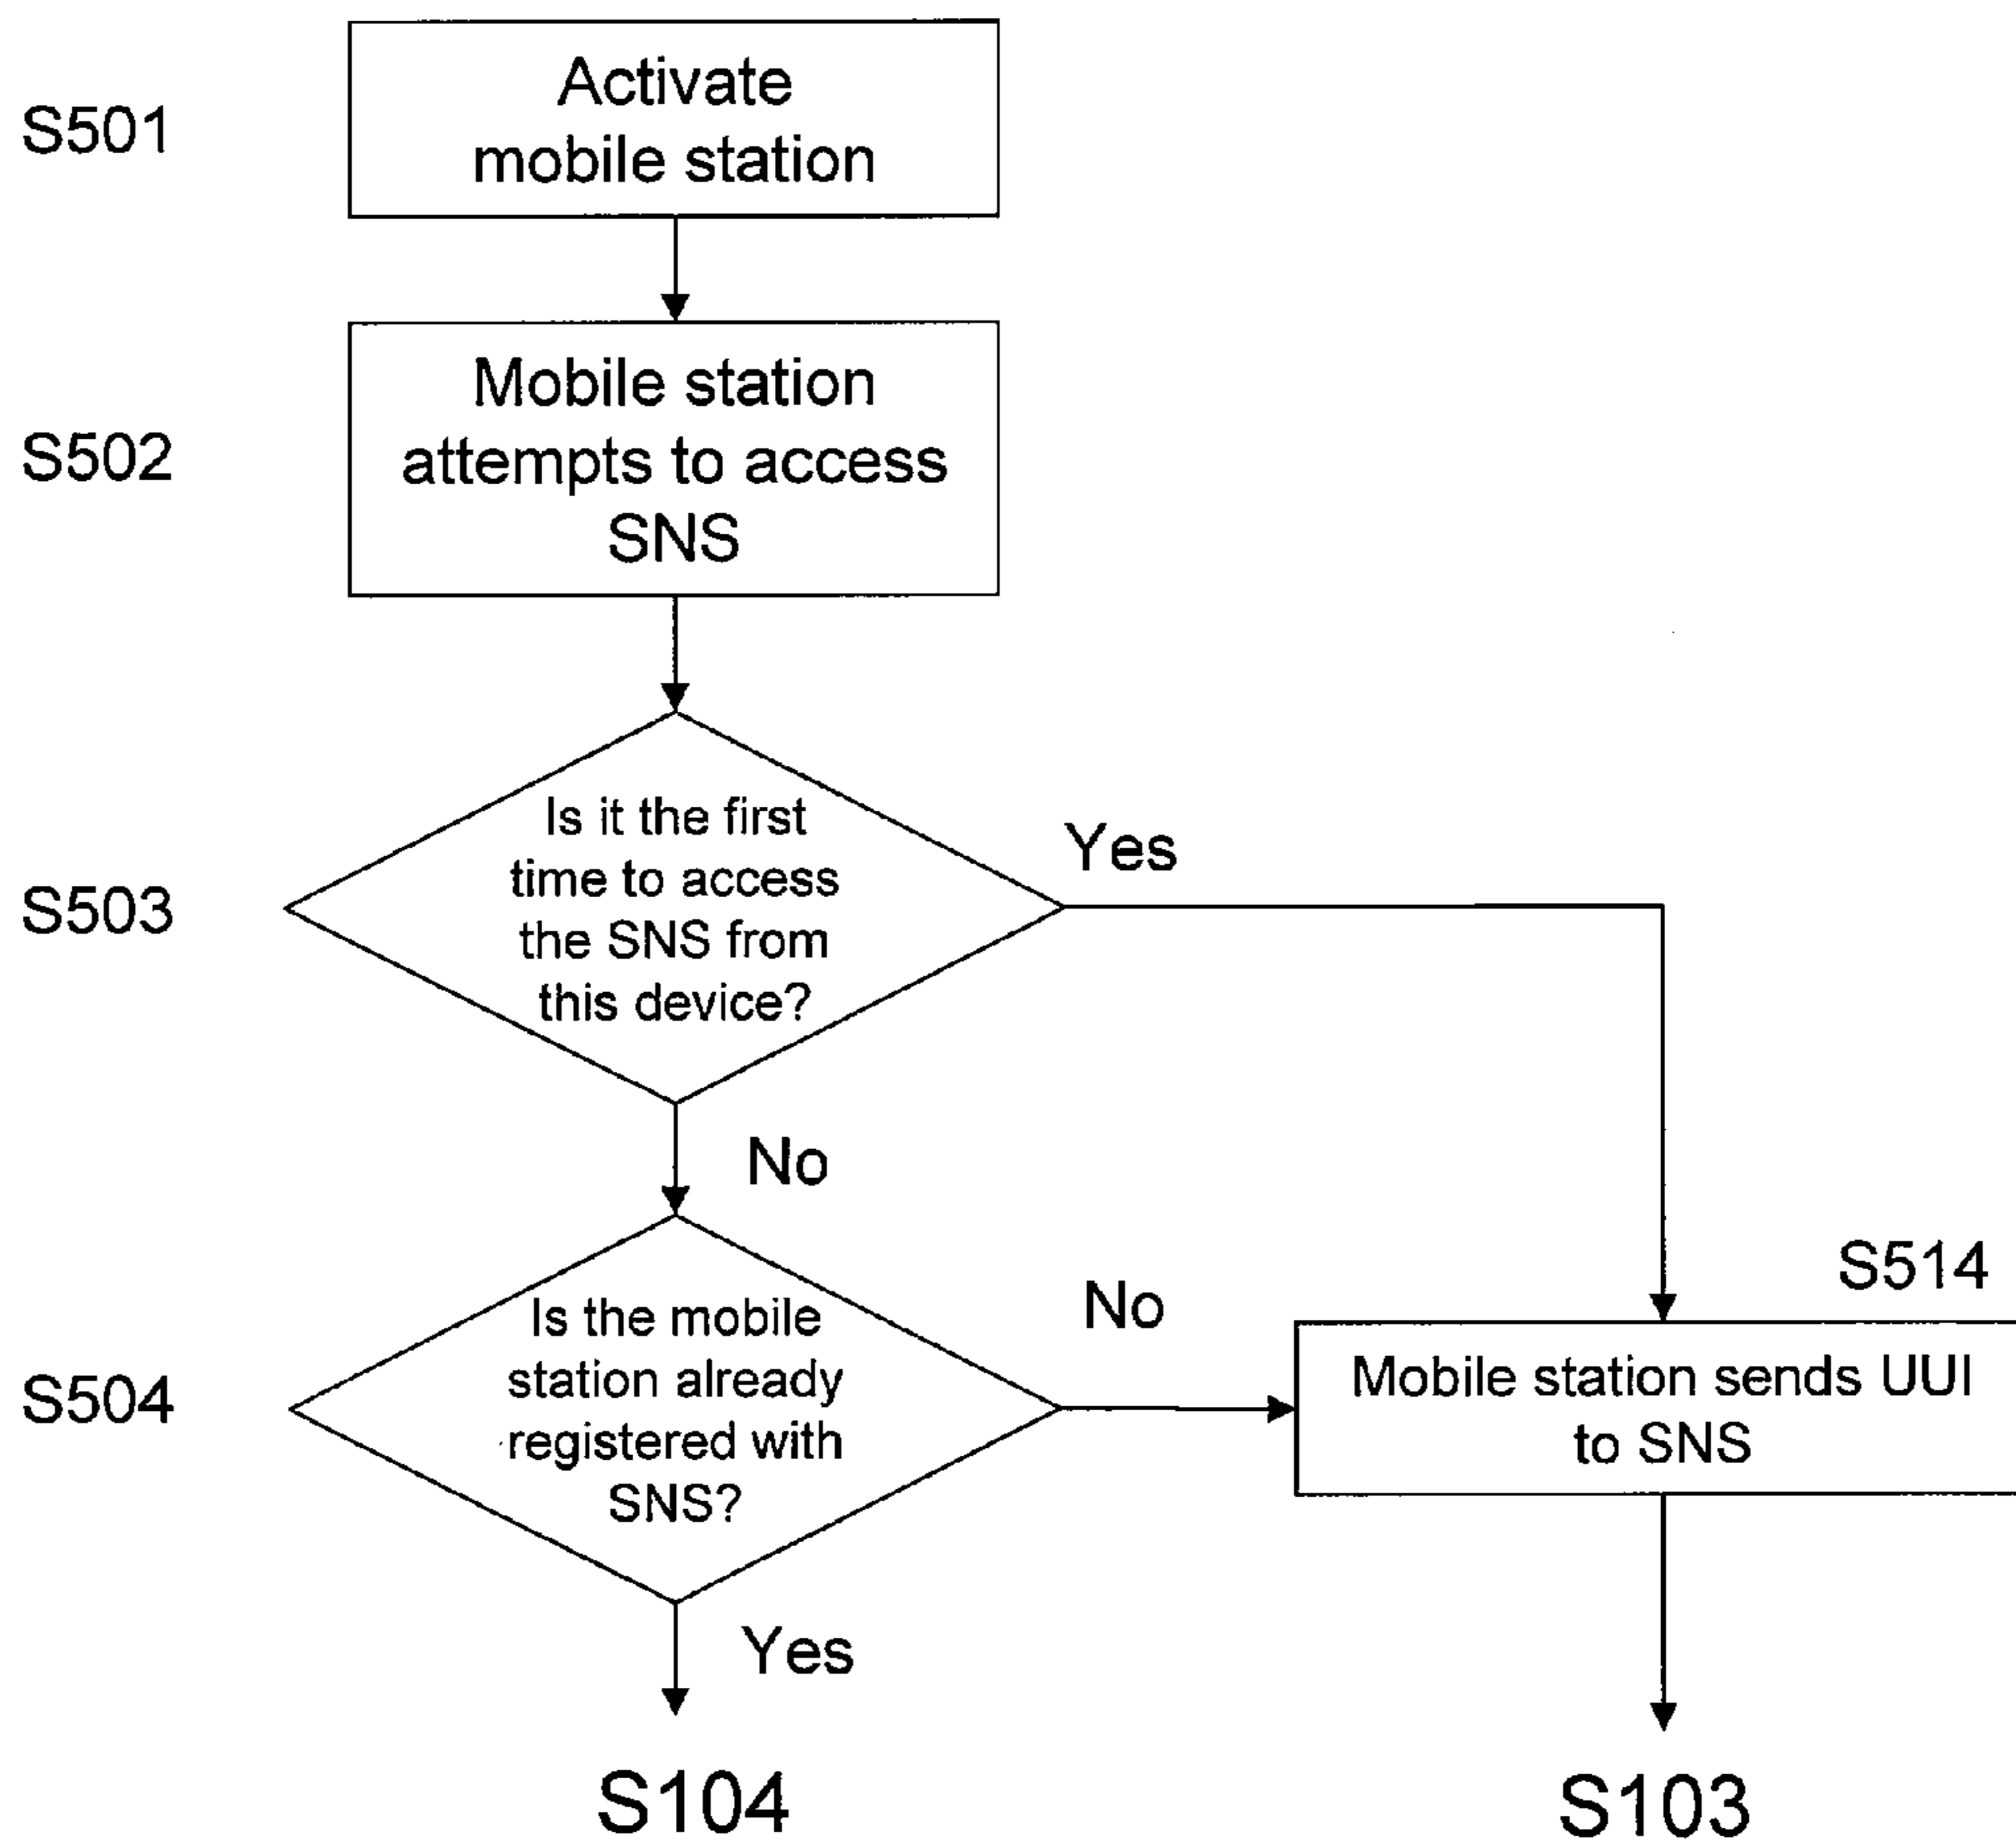 S501
Activate
mobile station
S502
Mobile station
attempts to access
SNS
S503
Is it the first
time to access
the SNS from
this device?
Yes
No
S504
Is the mobile
station already
registered with
SNS?
No
S514
Mobile station sends UUI
to SNS
Yes
S104
S103